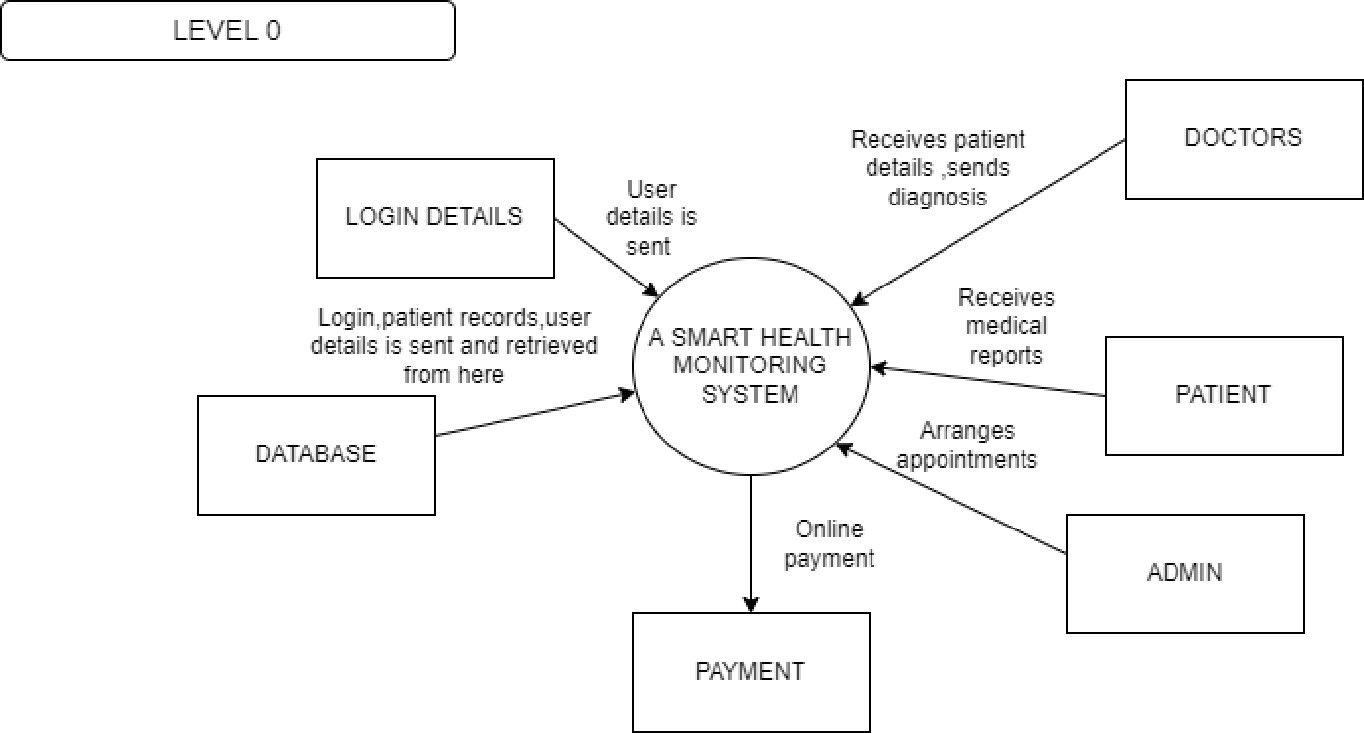 LEVEL 0
DOCTORS
Receives patient
details ,sends
diagnosis
LOGIN DETAILS
User
details is
sent
Login,patient records,user
details is sent and retrieved
from here
A SMART HEALTH
MONITORING
SYSTEM
Receives
medical
reports
PATIENT
DATABASE
Arranges
appointments
Online
payment
ADMIN
PAYMENT